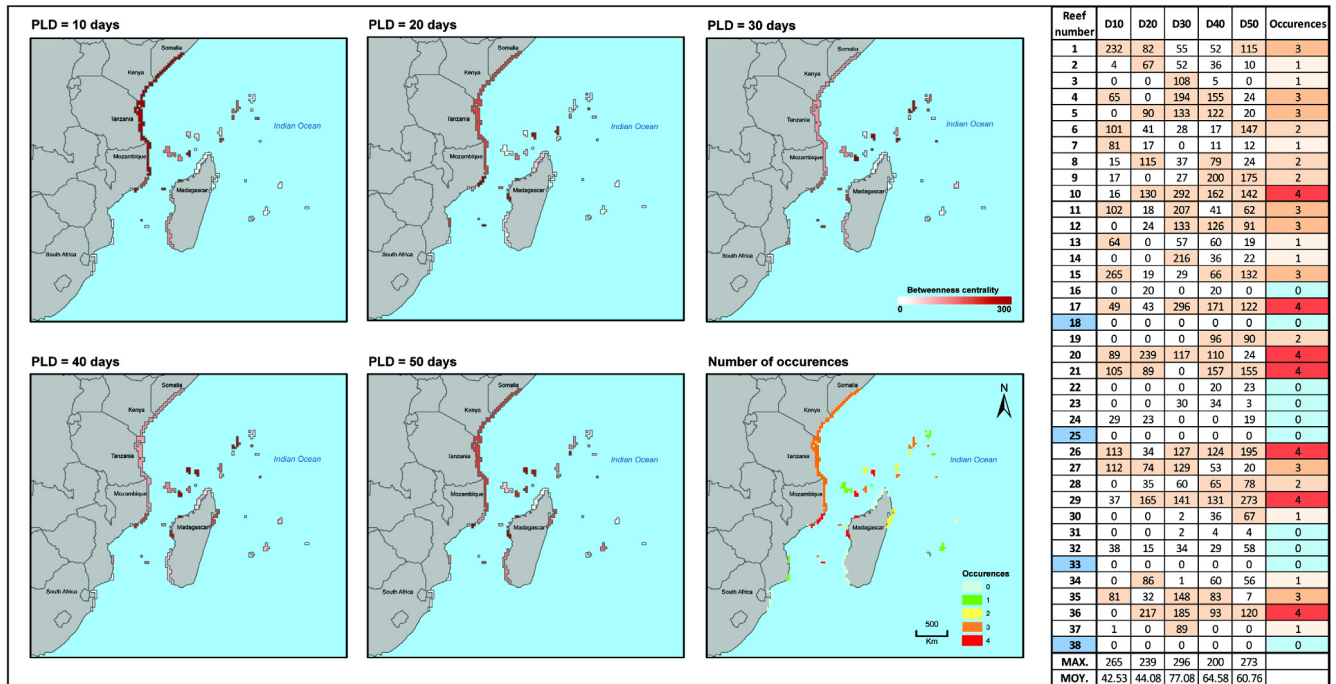 PLD = 10 days
Somalia
Kenya
Tanzania
Mozambique
Madagascar
South Africa
Indian Ocean
PLD = 20 days
Somalia
Kenya
Tanzania
Mozambique
Madagascar
South Africa
Indian Ocean
PLD = 30 days
Somalia
Kenya
Tanzania
Mozambique
Madagascar
South Africa
Indian Ocean
Betweenness centrality
0 300
PLD = 40 days
Somalia
Kenya
Tanzania
Mozambique
Madagascar
South Africa
Indian Ocean
PLD = 50 days
Somalia
Kenya
Tanzania
Mozambique
Madagascar
South Africa
Indian Ocean
Number of occurences
N
Somalia
Kenya
Tanzania
Mozambique
Madagascar
South Africa
Indian Ocean
500
Km
Occurences
0
1
2
3
4
Reef number D10 D20 D30 D40 D50 Occurences
1 232 82 55 52 115 3
2 4 67 52 36 10 1
3 0 0 108 5 0 1
4 65 0 194 155 24 3
5 0 90 133 122 20 3
6 101 41 28 17 147 2
7 81 17 0 11 12 1
8 15 115 37 79 24 2
9 17 0 27 200 175 2
10 16 130 292 162 142 4
11 102 18 207 41 62 3
12 0 24 133 126 91 3
13 64 0 57 60 19 1
14 0 0 216 36 22 1
15 265 19 29 66 132 3
16 0 20 0 20 0 0
17 49 43 296 171 122 4
18 0 0 0 0 0 0
19 0 0 0 96 90 2
20 89 239 117 110 24 4
21 105 89 0 157 155 4
22 0 0 0 20 23 0
23 0 0 30 34 3 0
24 29 23 0 0 19 0
25 0 0 0 0 0 0
26 113 34 127 124 195 4
27 112 74 129 53 20 3
28 0 35 60 65 78 2
29 37 165 141 131 273 4
30 0 0 2 36 67 1
31 0 0 2 4 4 0
32 38 15 34 29 58 0
33 0 0 0 0 0 0
34 0 86 1 60 56 1
35 81 32 148 83 7 3
36 0 217 185 93 120 4
37 1 0 89 0 0 1
38 0 0 0 0 0 0
MAX. 265 239 296 200 273
MOY. 42.53 44.08 77.08 64.58 60.76